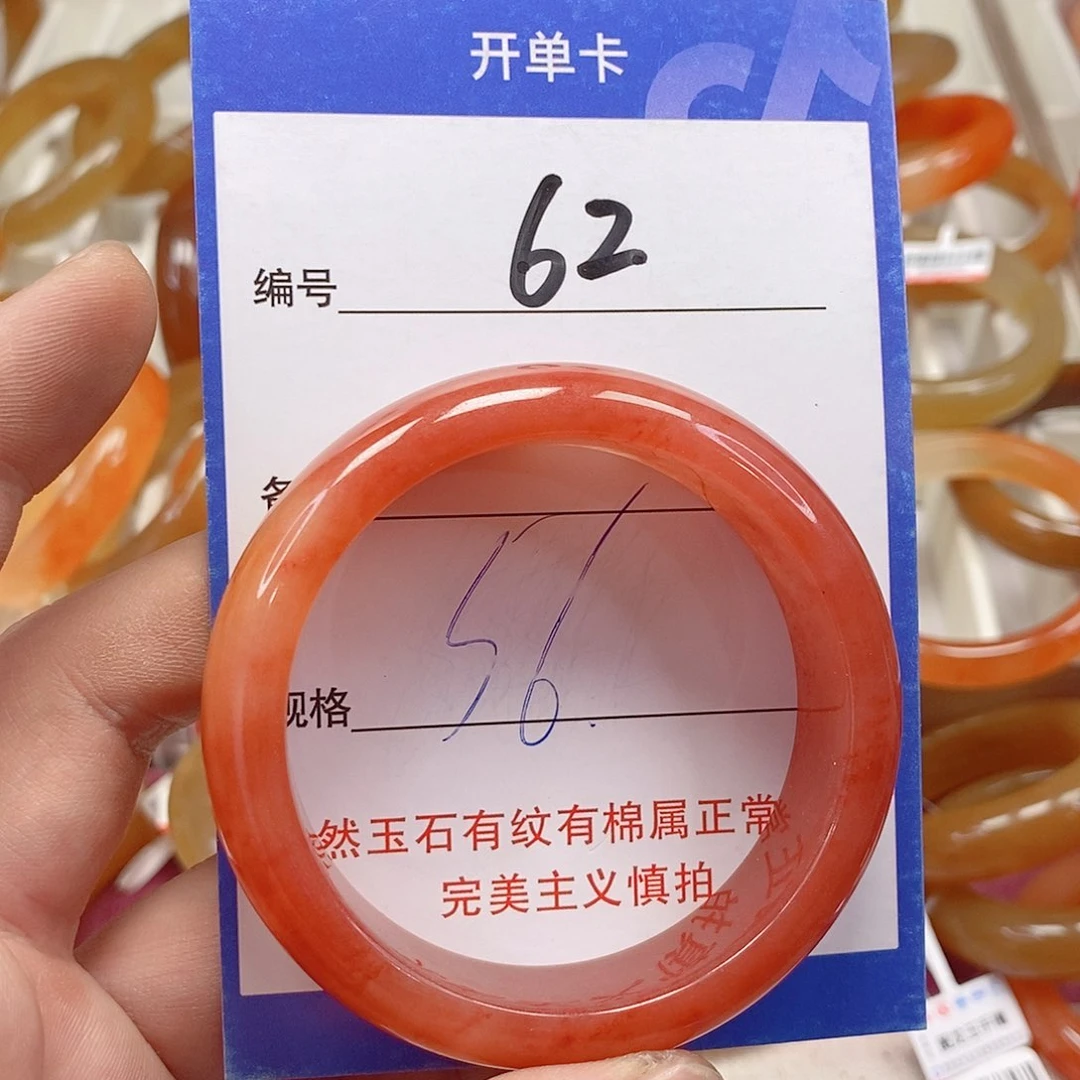 开单卡
编号 62
备
56.
规格
然玉石有纹有棉属正常
完美主义慎拍